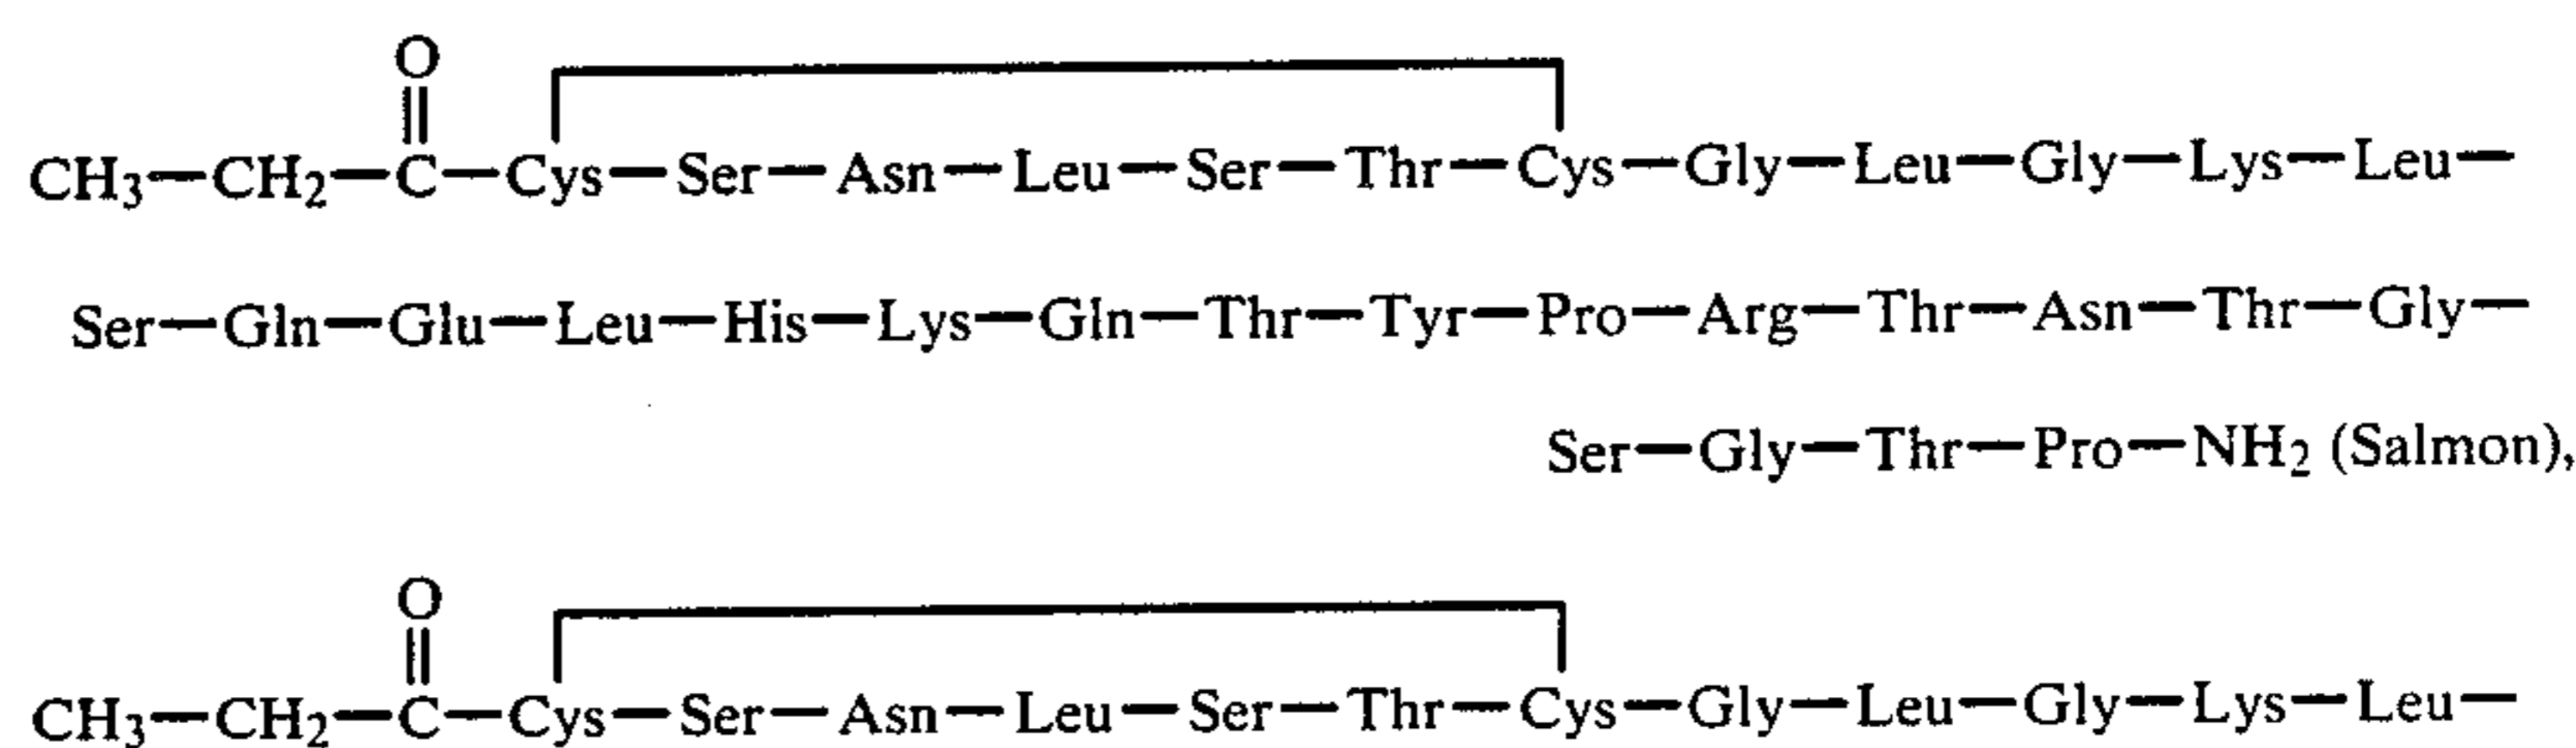 O
CH₃—CH₂—C—Cys—Ser—Asn—Leu—Ser—Thr—Cys—Gly—Leu—Gly—Lys—Leu—
Ser—Gln—Glu—Leu—His—Lys—Gln—Thr—Tyr—Pro—Arg—Thr—Asn—Thr—Gly—
Ser—Gly—Thr—Pro—NH₂ (Salmon),
O
CH₃—CH₂—C—Cys—Ser—Asn—Leu—Ser—Thr—Cys—Gly—Leu—Gly—Lys—Leu—